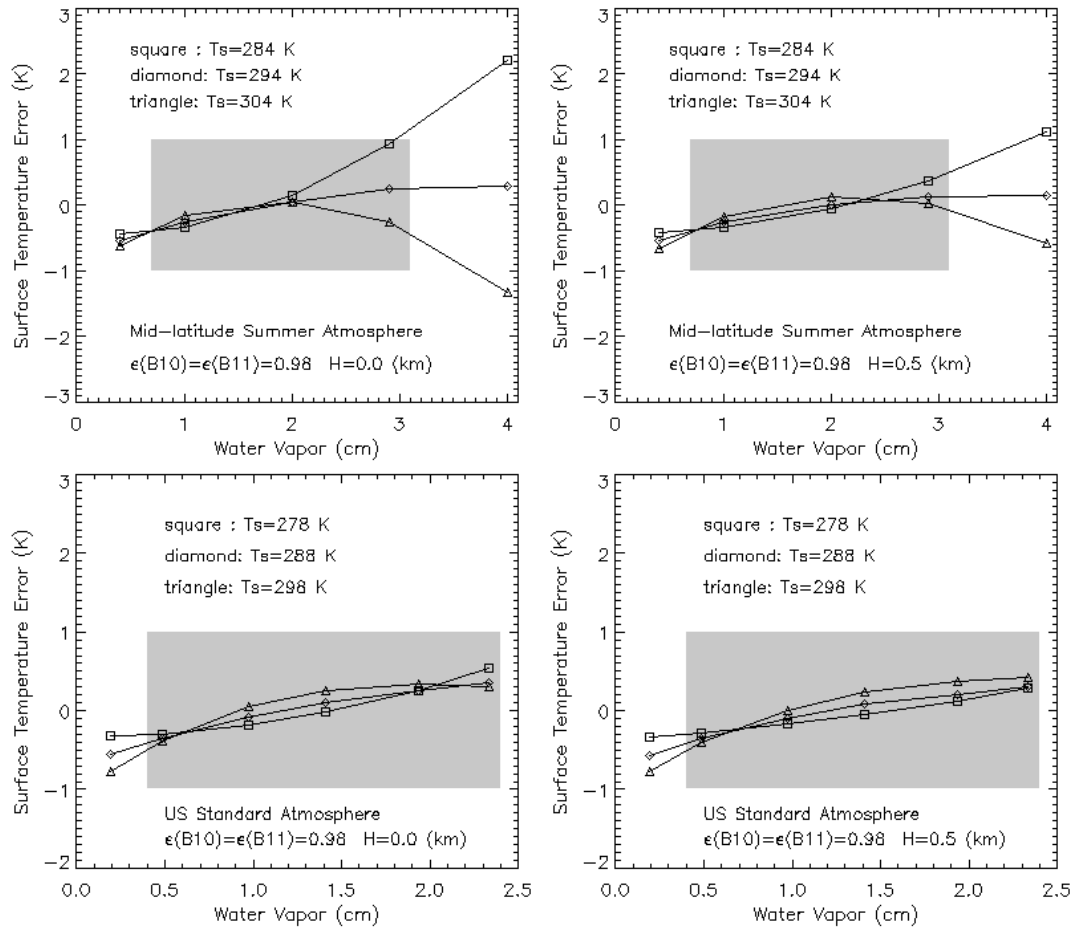 3
2
1
0
−1
−2
−3
Surface Temperature Error (K)
square : Ts=284 K
diamond: Ts=294 K
triangle: Ts=304 K
Mid−latitude Summer Atmosphere
ϵ(B10)=ϵ(B11)=0.98 H=0.0 (km)
0 1 2 3 4
Water Vapor (cm)
3
2
1
0
−1
−2
−3
Surface Temperature Error (K)
square : Ts=284 K
diamond: Ts=294 K
triangle: Ts=304 K
Mid−latitude Summer Atmosphere
ϵ(B10)=ϵ(B11)=0.98 H=0.5 (km)
0 1 2 3 4
Water Vapor (cm)
3
2
1
0
−1
−2
Surface Temperature Error (K)
square : Ts=278 K
diamond: Ts=288 K
triangle: Ts=298 K
US Standard Atmosphere
ϵ(B10)=ϵ(B11)=0.98 H=0.0 (km)
0.0 0.5 1.0 1.5 2.0 2.5
Water Vapor (cm)
3
2
1
0
−1
−2
Surface Temperature Error (K)
square : Ts=278 K
diamond: Ts=288 K
triangle: Ts=298 K
US Standard Atmosphere
ϵ(B10)=ϵ(B11)=0.98 H=0.5 (km)
0.0 0.5 1.0 1.5 2.0 2.5
Water Vapor (cm)